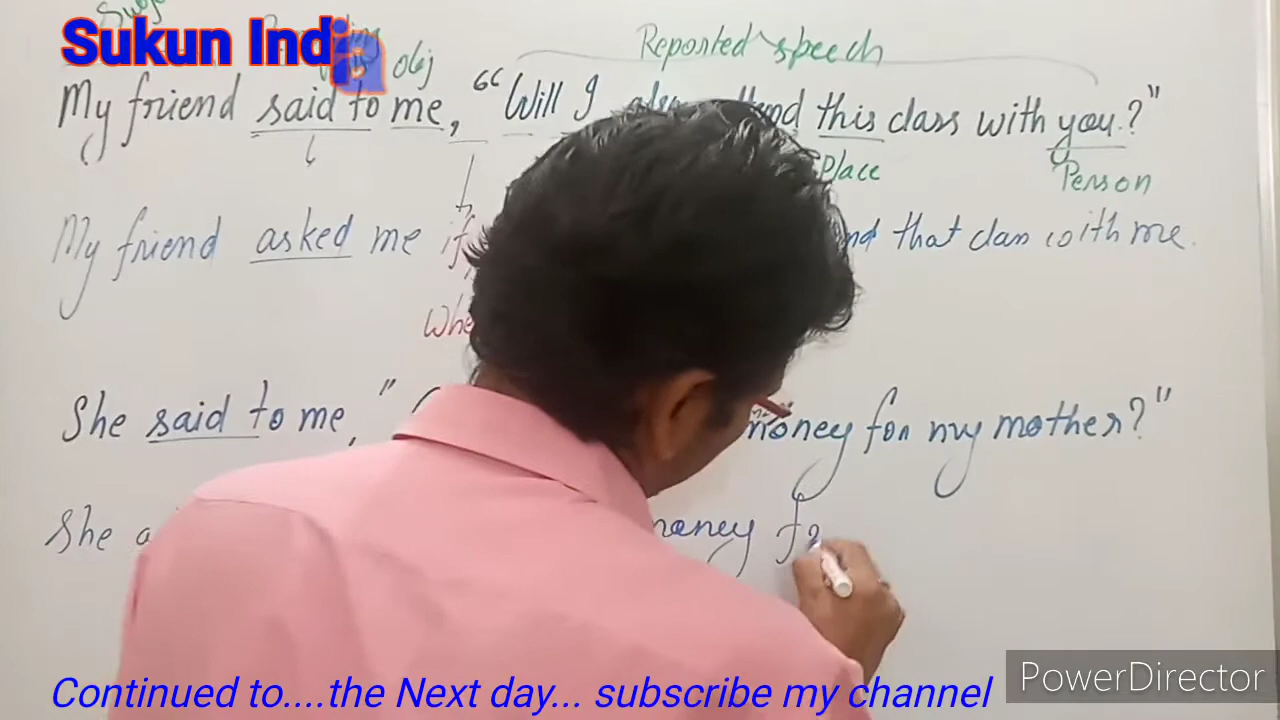 Subj
Sukun India
obj
Reported speech
My friend said to me, "Will I also attend this class with you.?"
Place
Person
My friend asked me if that class with me.
Whe
She said to me, " money for my mother?"
She a money fo
Continued to....the Next day... subscribe my channel
PowerDirector